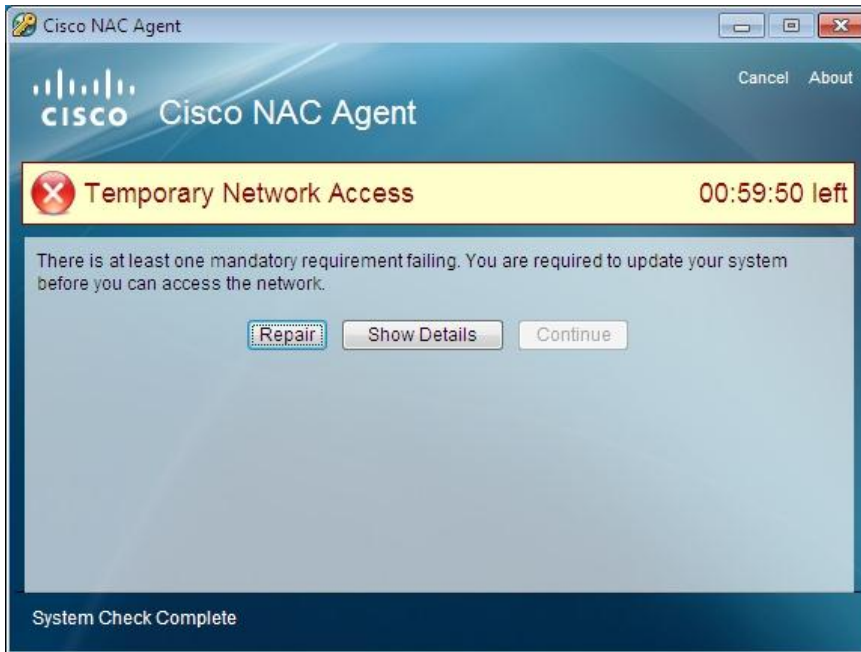 Cisco NAC Agent
Cancel About
CISCO Cisco NAC Agent
Temporary Network Access 00:59:50 left
There is at least one mandatory requirement failing. You are required to update your system
before you can access the network.
Repair Show Details Continue
System Check Complete